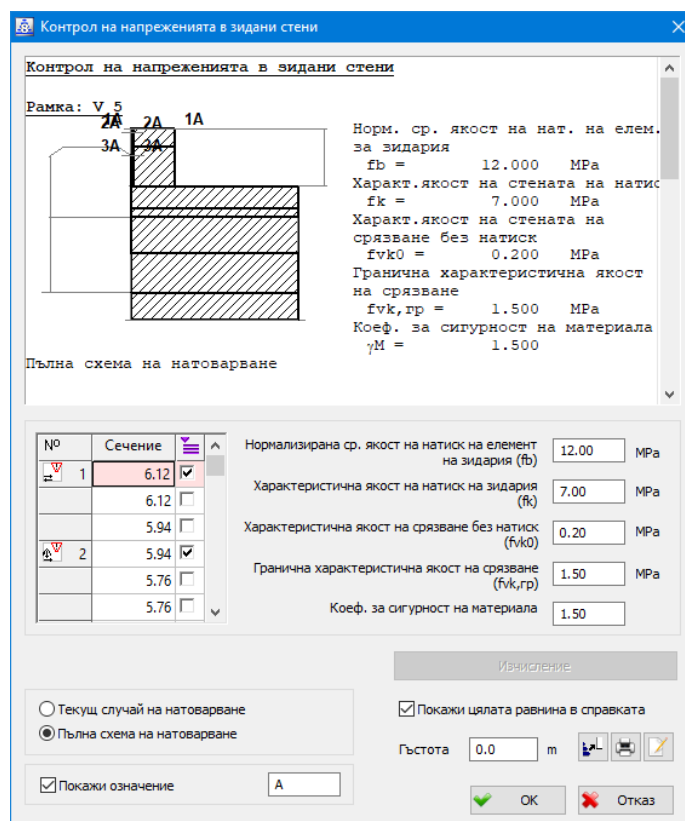 Контрол на напреженията в зидани стени
Контрол на напреженията в зидани стени
Рамка: V_5
1A
2A
2A
1A
3A
3A
Норм. ср. якост на нат. на елем.
за зидария
fb = 12.000 MPa
Характ.якост на стената на натис
fk = 7.000 MPa
Характ.якост на стената на
срязване без натиск
fvk0 = 0.200 MPa
Гранична характеристична якост
на срязване
fvk,гр = 1.500 MPa
Коеф. за сигурност на материала
γM = 1.500
Пълна схема на натоварване
Nº Сечение
1 6.12
6.12
5.94
2 5.94
5.76
5.76
Нормализирана ср. якост на натиск на елемент
на зидария (fb) 12.00 MPa
Характеристична якост на натиск на зидария
(fk) 7.00 MPa
Характеристична якост на срязване без натиск
(fvk0) 0.20 MPa
Гранична характеристична якост на срязване
(fvk,гр) 1.50 MPa
Коеф. за сигурност на материала 1.50
Изчисление
Текущ случай на натоварване
Пълна схема на натоварване
Покажи цялата равнина в справката
Гъстота 0.0 m
Покажи означение A
OK Отказ